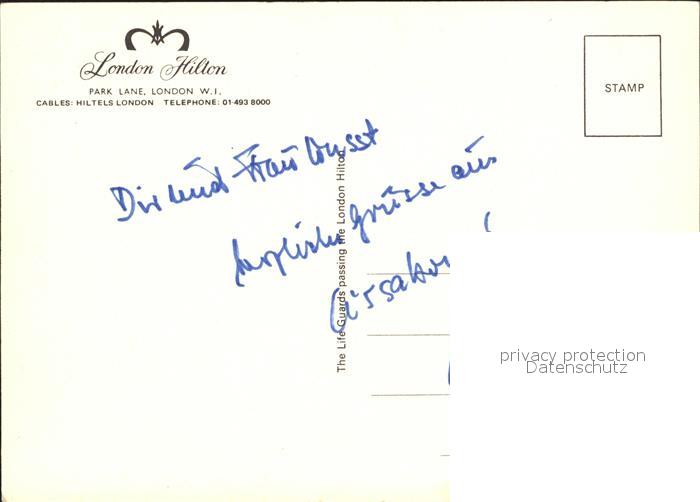 London Hilton
PARK LANE, LONDON W.I.
CABLES: HILTELS LONDON TELEPHONE: 01-493 8000
STAMP
Dir und Frau
herzliche Grüsse aus
The Life Guards passing the London Hilton
privacy protection
Datenschutz